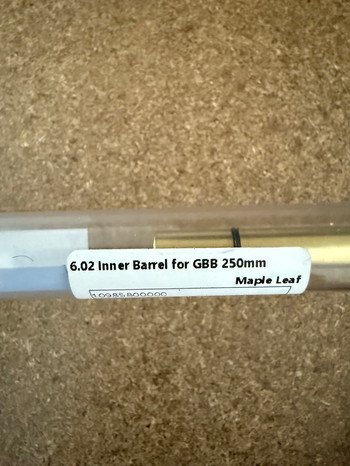 6.02 Inner Barrel for GBB 250mm
Maple Leaf